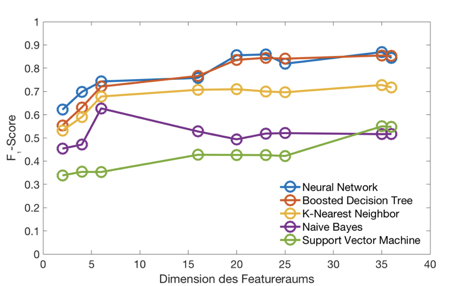 1
0.9
0.8
0.7
0.6
0.5
0.4
0.3
0.2
0.1
0
F₁-Score
Neural Network
Boosted Decision Tree
K-Nearest Neighbor
Naive Bayes
Support Vector Machine
0 5 10 15 20 25 30 35 40
Dimension des Featureraums